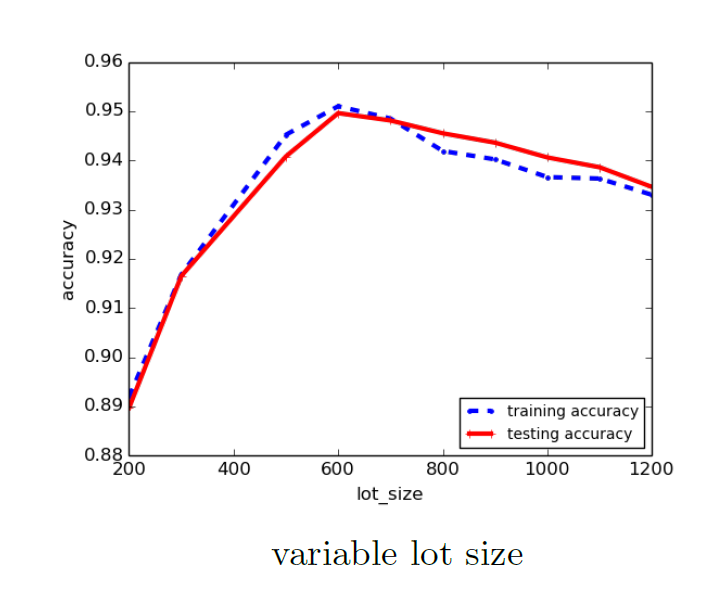 0.96
0.95
0.94
0.93
accuracy
0.92
0.91
0.90
0.89
0.88
training accuracy
testing accuracy
200 400 600 800 1000 1200
lot_size
variable lot size